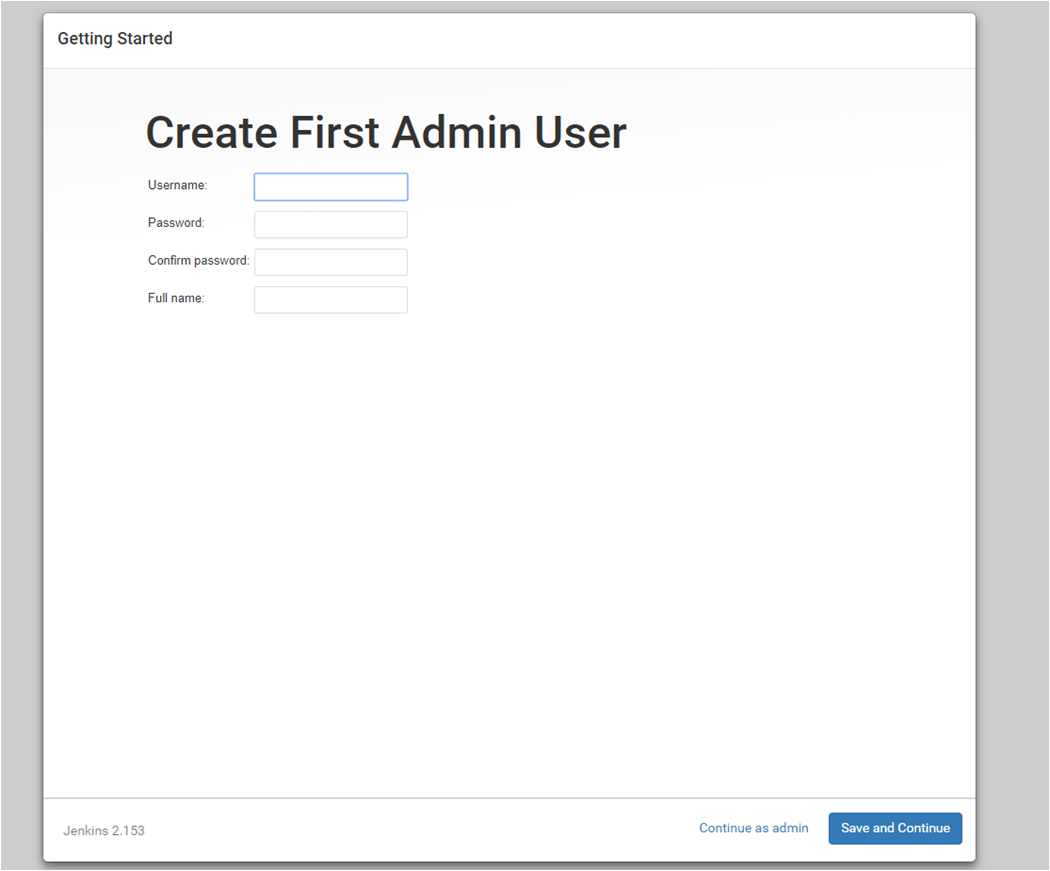 Getting Started
Create First Admin User
Username:
Password:
Confirm password:
Full name:
Jenkins 2.153
Continue as admin
Save and Continue